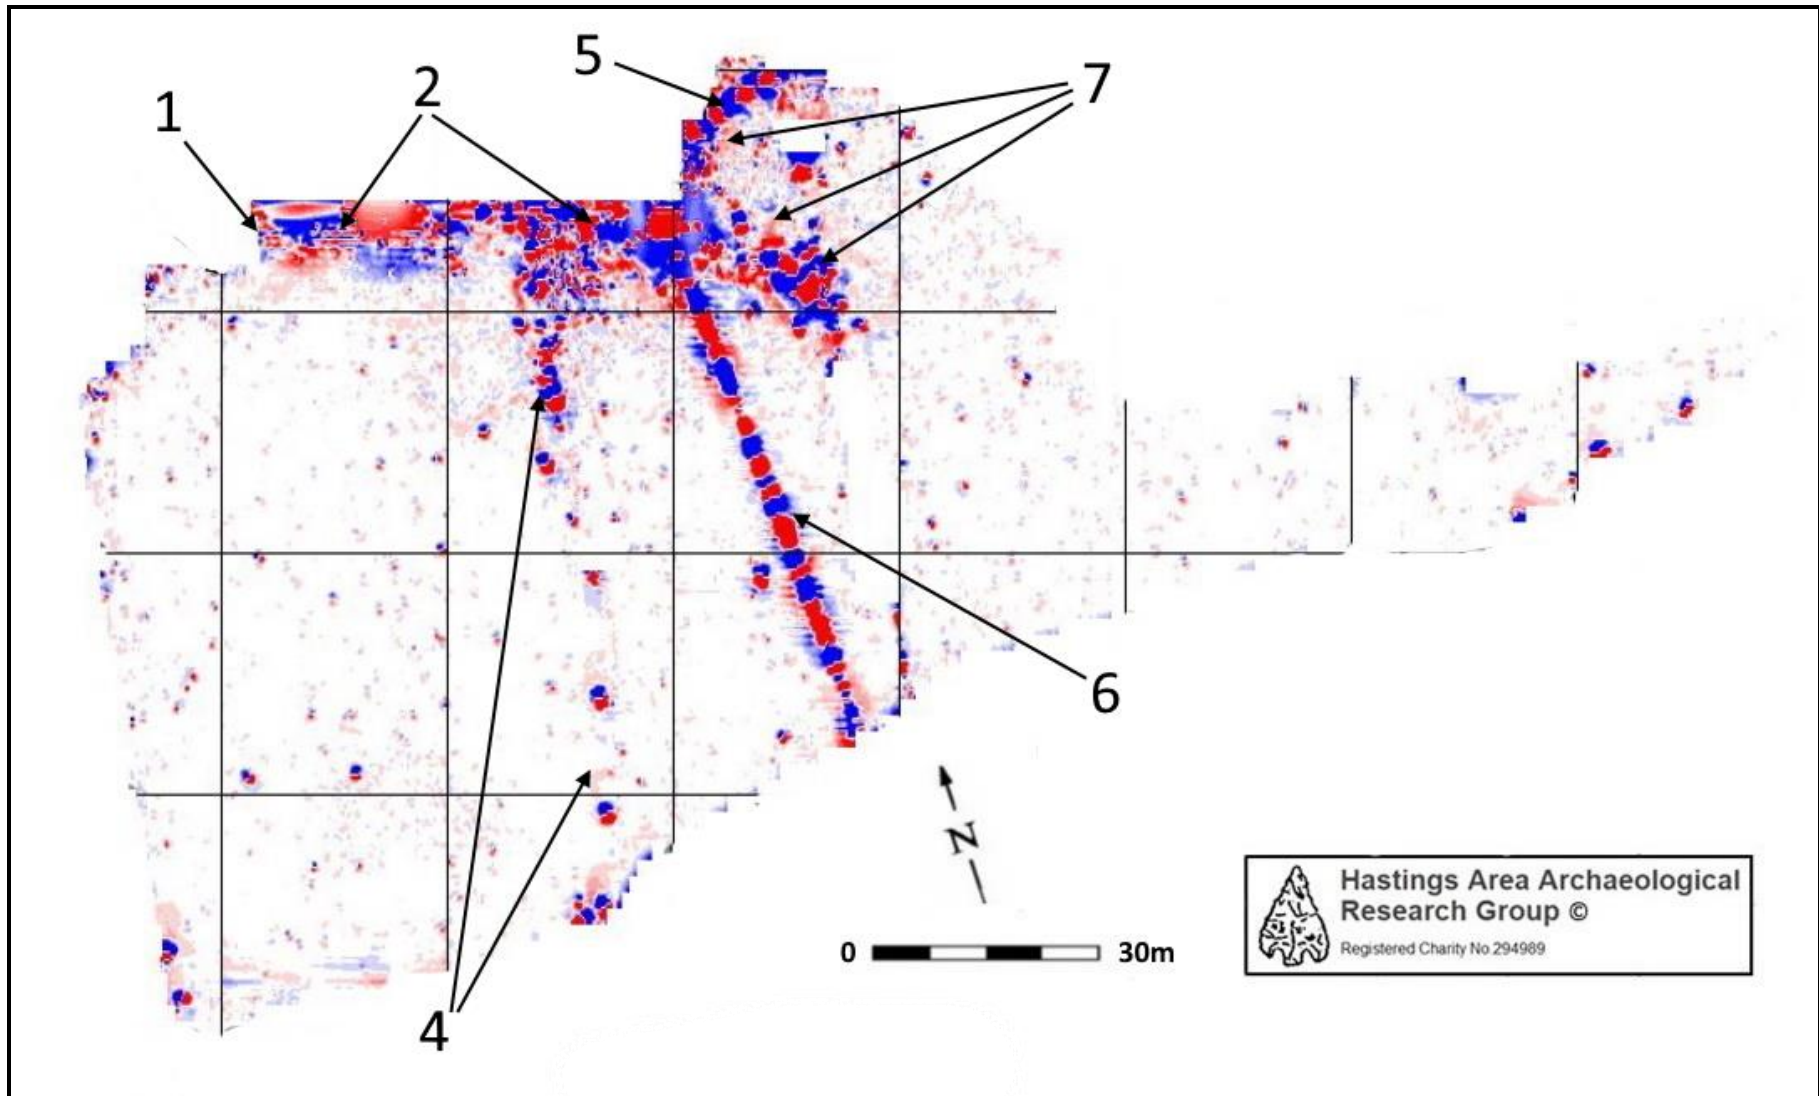 5
7
2
1
6
N
Hastings Area Archaeological
Research Group ©
Registered Charity No.294989
0 30m
4